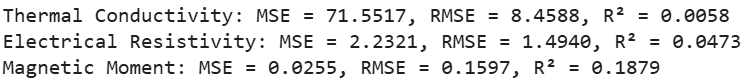 Thermal Conductivity: MSE = 71.5517, RMSE = 8.4588, R² = 0.0058
Electrical Resistivity: MSE = 2.2321, RMSE = 1.4940, R² = 0.0473
Magnetic Moment: MSE = 0.0255, RMSE = 0.1597, R² = 0.1879